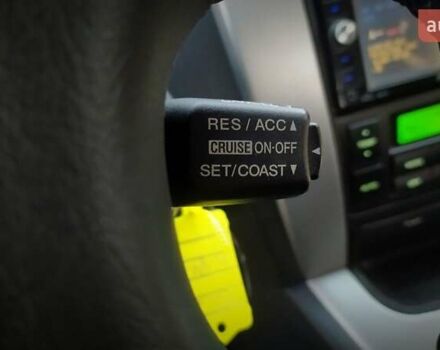 RES / ACC ▲
CRUISE ON·OFF ◄
SET/COAST ▼